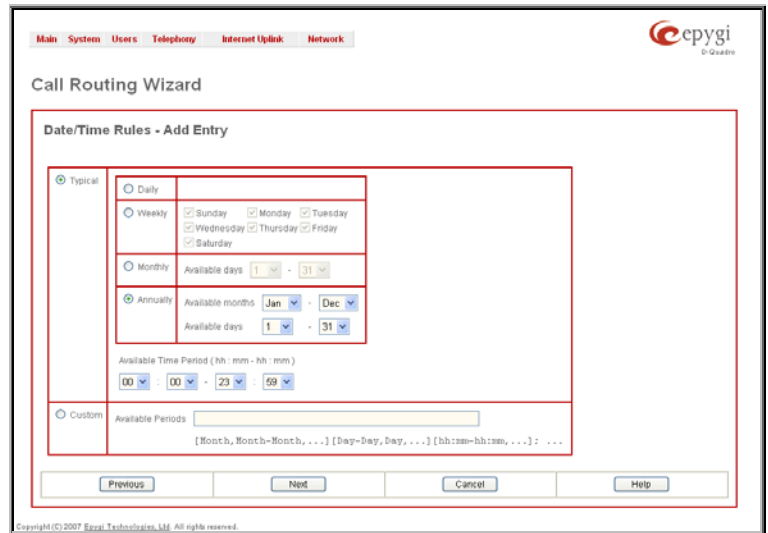 Main System Users Telephony Internet Uplink Network
epygi
D-Quadro
Call Routing Wizard
Date/Time Rules - Add Entry
Typical
Daily
Weekly Sunday Monday Tuesday
Wednesday Thursday Friday
Saturday
Monthly Available days 1 - 31
Annually Available months Jan - Dec
Available days 1 - 31
Available Time Period ( hh : mm - hh : mm )
00 : 00 - 23 : 59
Custom Available Periods
[Month,Month-Month,...][Day-Day,Day,...][hh:mm-hh:mm,...]; ...
Previous Next Cancel Help
Copyright (C) 2007 Epygi Technologies, Ltd. All rights reserved.